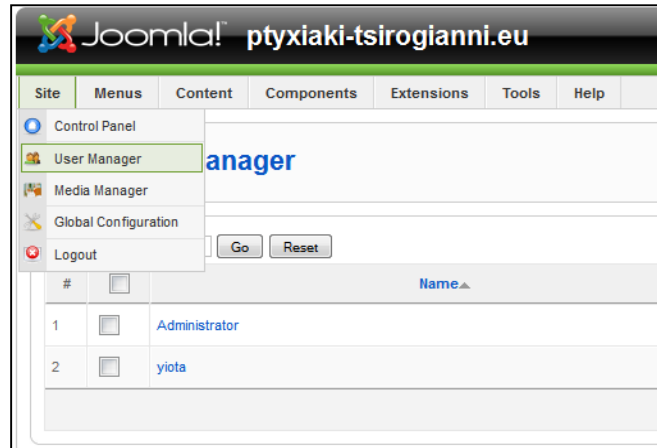 Joomla! ptyxiaki-tsirogianni.eu
Site Menus Content Components Extensions Tools Help
Control Panel
User Manager
anager
Media Manager
Global Configuration
Go Reset
Logout
# Name
1 Administrator
2 yiota